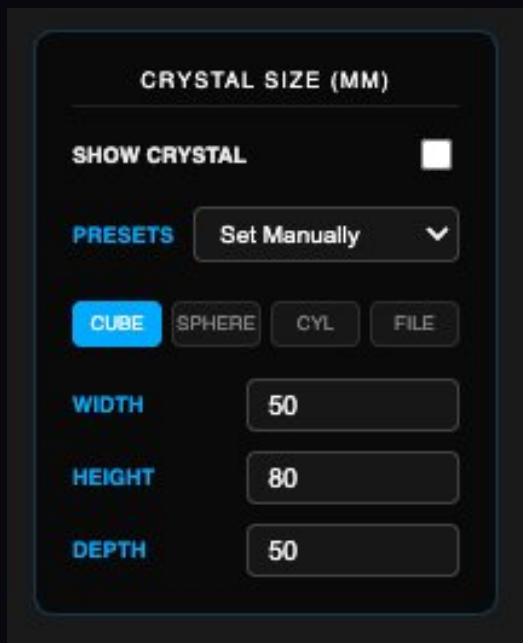 CRYSTAL SIZE (MM)
SHOW CRYSTAL
PRESETS Set Manually
CUBE SPHERE CYL FILE
WIDTH 50
HEIGHT 80
DEPTH 50